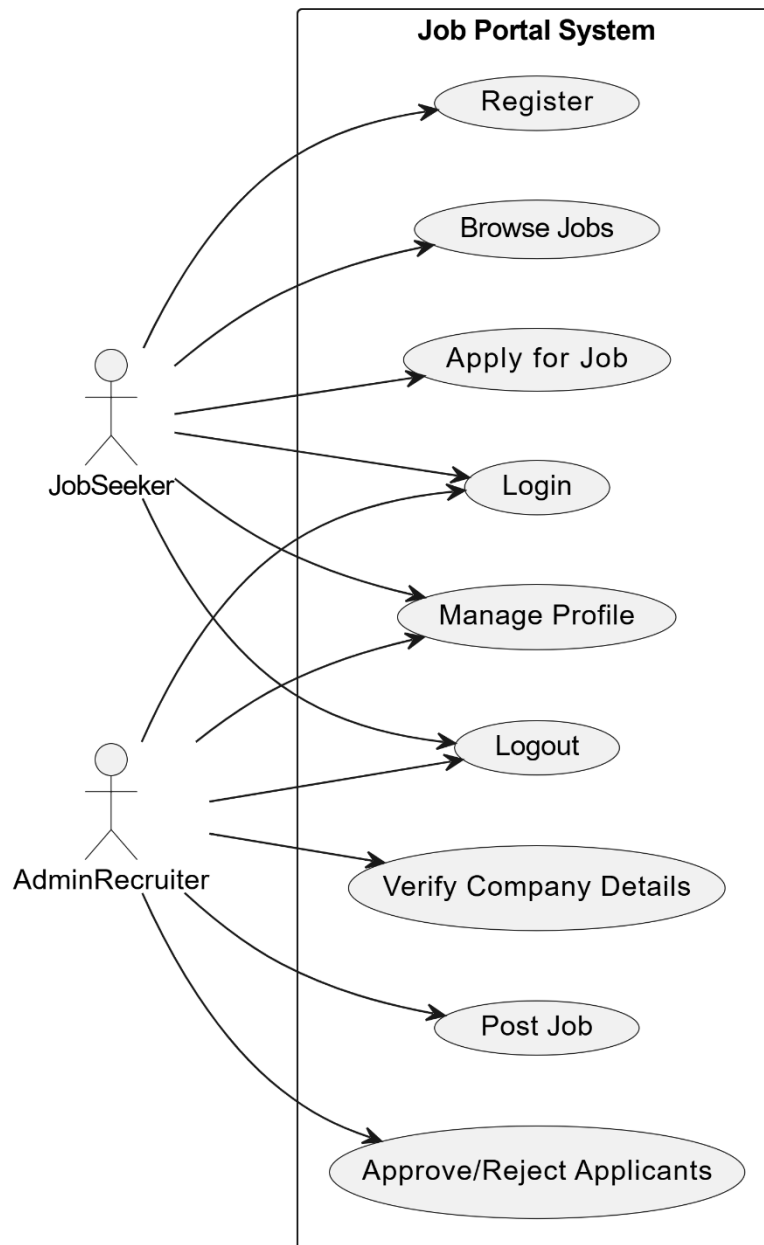 Job Portal System
Register
Browse Jobs
Apply for Job
Login
JobSeeker
Manage Profile
Logout
AdminRecruiter
Verify Company Details
Post Job
Approve/Reject Applicants